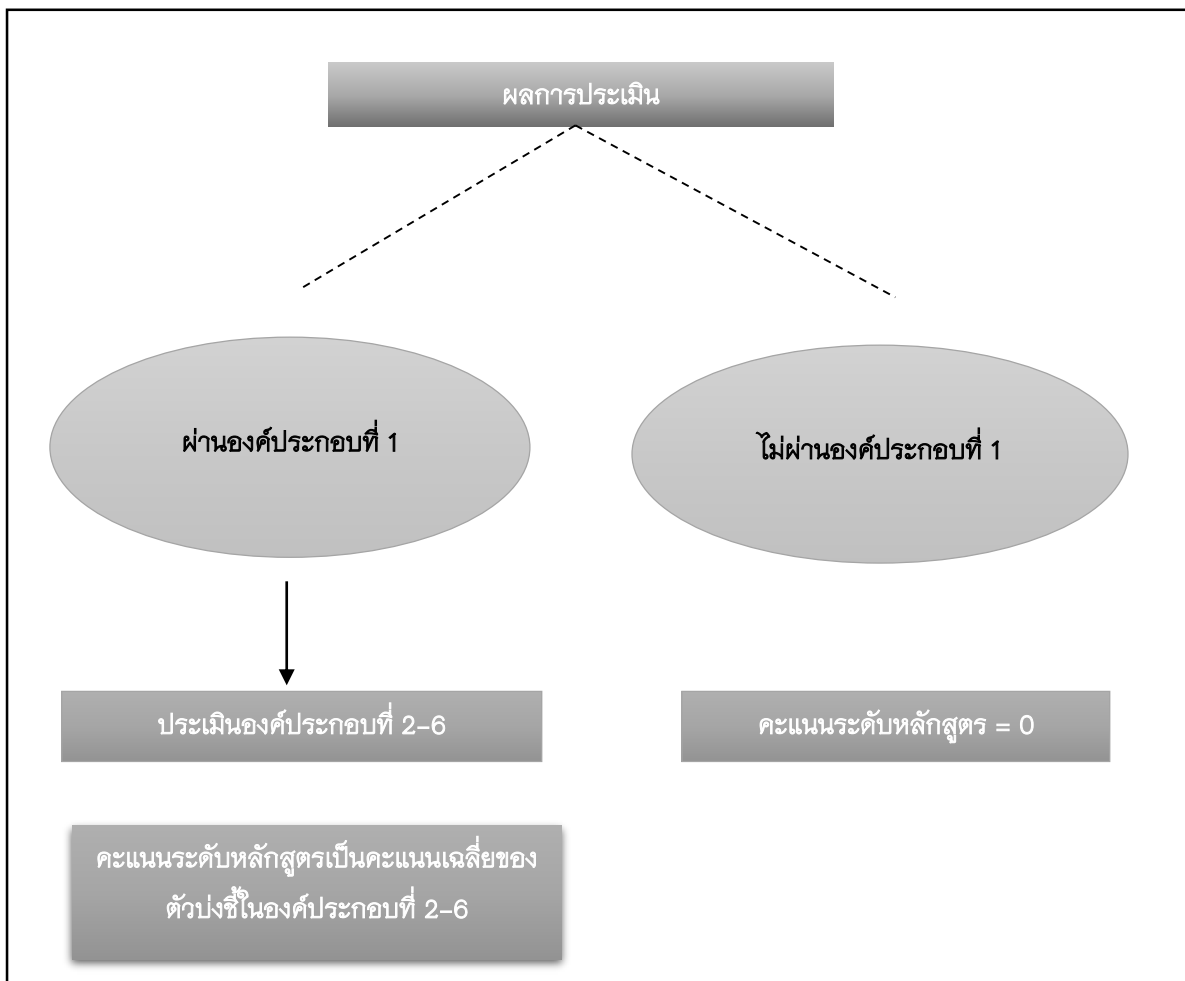 ผลการประเมิน
ผ่านองค์ประกอบที่ 1
ไม่ผ่านองค์ประกอบที่ 1
ประเมินองค์ประกอบที่ 2-6
คะแนนระดับหลักสูตร = 0
คะแนนระดับหลักสูตรเป็นคะแนนเฉลี่ยของ
ตัวบ่งชี้ในองค์ประกอบที่ 2-6